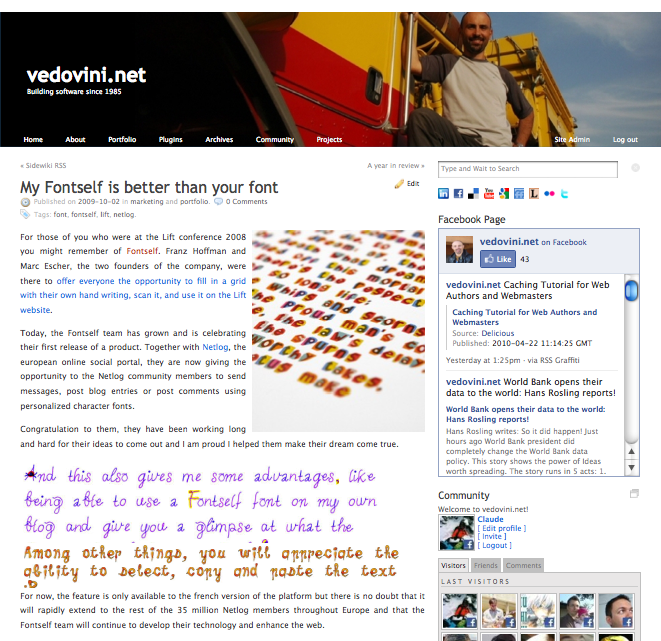 vedovini.net
Building software since 1985
Home About Portfolio Plugins Archives Community Projects Site Admin Log out
« Sidewiki RSS A year in review »
My Fontself is better than your font
Edit
Published on 2009-10-02 in marketing and portfolio. 0 Comments
Tags: font, fontself, lift, netlog.
For those of you who were at the Lift conference 2008
you might remember of Fontself. Franz Hoffman and
Marc Escher, the two founders of the company, were
there to offer everyone the opportunity to fill in a grid
with their own hand writing, scan it, and use it on the Lift
website.
Today, the Fontself team has grown and is celebrating
their first release of a product. Together with Netlog, the
european online social portal, they are now giving the
opportunity to the Netlog community members to send
messages, post blog entries or post comments using
personalized character fonts.
Congratulation to them, they have been working long
and hard for their ideas to come out and I am proud I helped them make their dream come true.
And this also gives me some advantages, like
being able to use a Fontself font on my own
blog and give you a glimpse at what the
Among other things, you will appreciate the
ability to select, copy and paste the text
For now, the feature is only available to the french version of the platform but there is no doubt that it
will rapidly extend to the rest of the 35 million Netlog members throughout Europe and that the
Fontself team will continue to develop their technology and enhance the web.
Type and Wait to Search
Facebook Page
vedovini.net on Facebook
Like 43
vedovini.net Caching Tutorial for Web
Authors and Webmasters
Caching Tutorial for Web Authors and
Webmasters
Source: Delicious
Published: 2010-04-22 11:14:25 GMT
Yesterday at 1:25pm · via RSS Graffiti
vedovini.net World Bank opens their
data to the world: Hans Rosling reports!
World Bank opens their data to the world:
Hans Rosling reports!
Hans Rosling writes: So it did happen! Just
hours ago World Bank president did
completely change the World Bank data
policy. This story shows the power of Ideas
worth spreading. The story runs in 5 acts: 1.
Community
Welcome to vedovini.net!
Claude
[ Edit profile ]
[ Invite ]
[ Logout ]
Visitors Friends Comments
LAST VISITORS